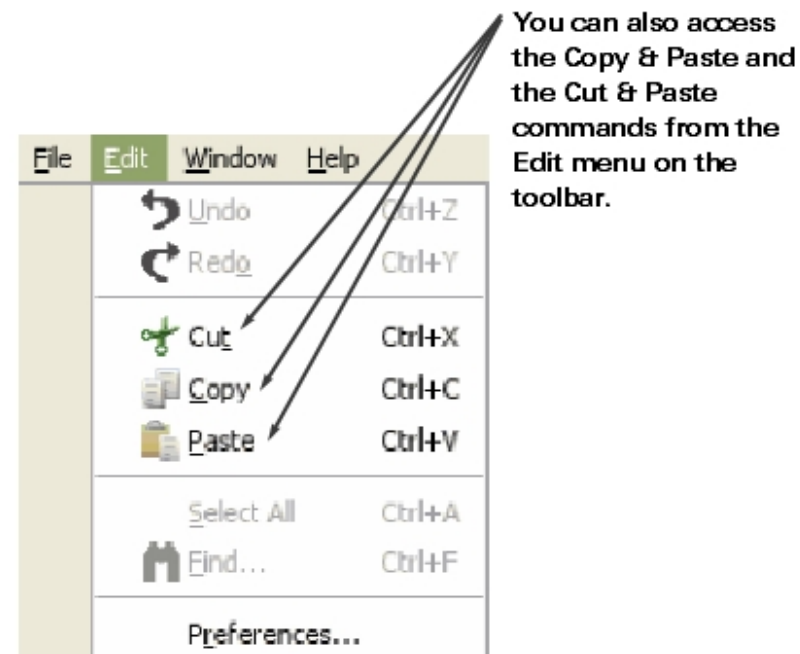 You can also access
the Copy & Paste and
the Cut & Paste
commands from the
Edit menu on the
toolbar.
File Edit Window Help
Undo Ctrl+Z
Redo Ctrl+Y
Cut Ctrl+X
Copy Ctrl+C
Paste Ctrl+V
Select All Ctrl+A
Find... Ctrl+F
Preferences...